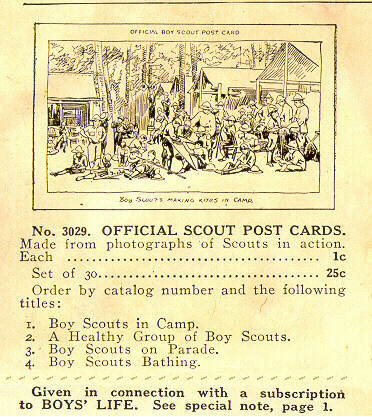 OFFICIAL BOY SCOUT POST CARD
BOY SCOUTS MAKING KITES IN CAMP.
No. 3029. OFFICIAL SCOUT POST CARDS.
Made from photographs of Scouts in action.
Each ...................................... 1c
Set of 30................................. 25c
Order by catalog number and the following
titles:
1. Boy Scouts in Camp.
2. A Healthy Group of Boy Scouts.
3. Boy Scouts on Parade.
4. Boy Scouts Bathing.
Given in connection with a subscription
to BOYS' LIFE. See special note, page 1.